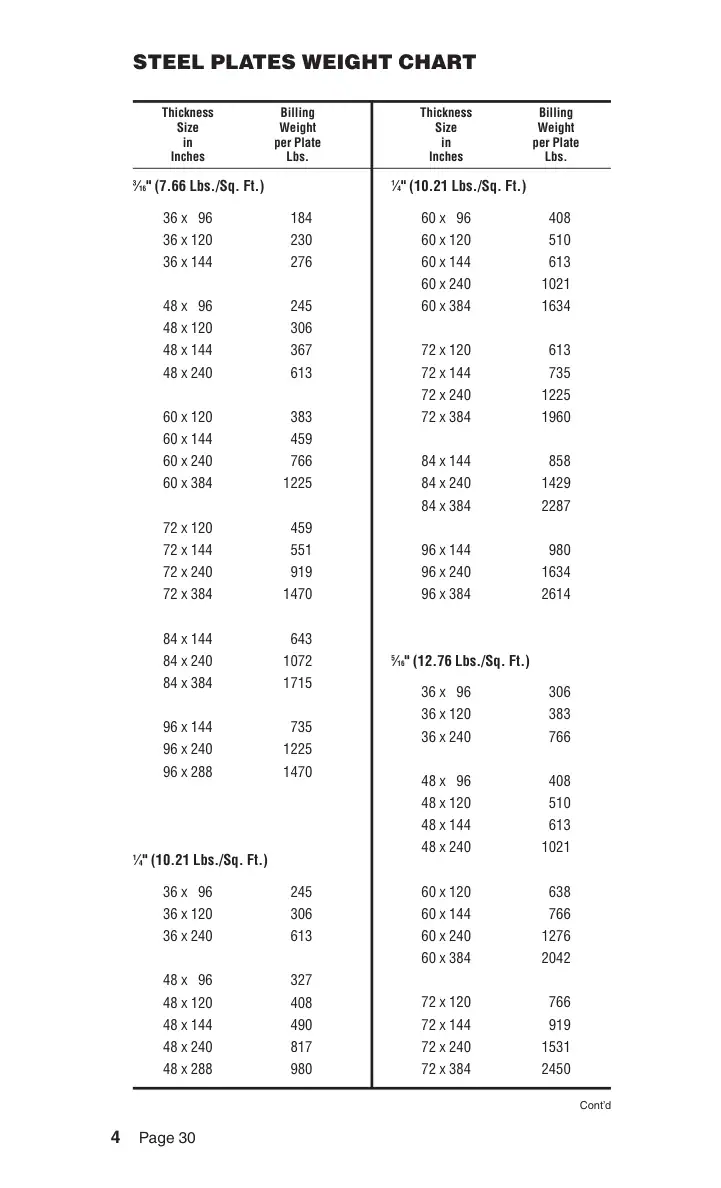 STEEL PLATES WEIGHT CHART
Thickness Size in Inches Billing Weight per Plate Lbs.
3⁄16" (7.66 Lbs./Sq. Ft.)
36 x 96 184
36 x 120 230
36 x 144 276
48 x 96 245
48 x 120 306
48 x 144 367
48 x 240 613
60 x 120 383
60 x 144 459
60 x 240 766
60 x 384 1225
72 x 120 459
72 x 144 551
72 x 240 919
72 x 384 1470
84 x 144 643
84 x 240 1072
84 x 384 1715
96 x 144 735
96 x 240 1225
96 x 288 1470
1⁄4" (10.21 Lbs./Sq. Ft.)
36 x 96 245
36 x 120 306
36 x 240 613
48 x 96 327
48 x 120 408
48 x 144 490
48 x 240 817
48 x 288 980
Thickness Size in Inches Billing Weight per Plate Lbs.
1⁄4" (10.21 Lbs./Sq. Ft.)
60 x 96 408
60 x 120 510
60 x 144 613
60 x 240 1021
60 x 384 1634
72 x 120 613
72 x 144 735
72 x 240 1225
72 x 384 1960
84 x 144 858
84 x 240 1429
84 x 384 2287
96 x 144 980
96 x 240 1634
96 x 384 2614
5⁄16" (12.76 Lbs./Sq. Ft.)
36 x 96 306
36 x 120 383
36 x 240 766
48 x 96 408
48 x 120 510
48 x 144 613
48 x 240 1021
60 x 120 638
60 x 144 766
60 x 240 1276
60 x 384 2042
72 x 120 766
72 x 144 919
72 x 240 1531
72 x 384 2450
Cont'd
4 Page 30